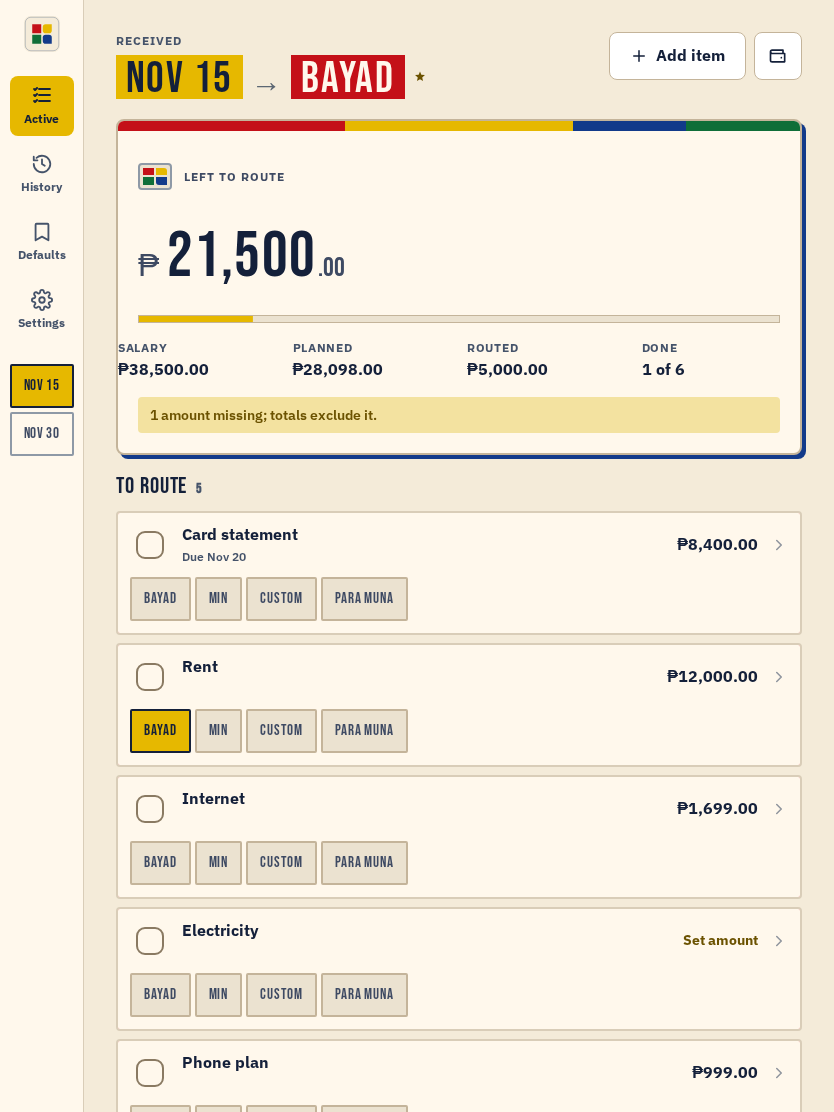 Active
History
Defaults
Settings
NOV 15
NOV 30
RECEIVED
NOV 15 → BAYAD
Add item
LEFT TO ROUTE
₱21,500.00
SALARY PLANNED ROUTED DONE
₱38,500.00 ₱28,098.00 ₱5,000.00 1 of 6
1 amount missing; totals exclude it.
TO ROUTE 5
Card statement ₱8,400.00
Due Nov 20
BAYAD MIN CUSTOM PARA MUNA
Rent ₱12,000.00
BAYAD MIN CUSTOM PARA MUNA
Internet ₱1,699.00
BAYAD MIN CUSTOM PARA MUNA
Electricity Set amount
BAYAD MIN CUSTOM PARA MUNA
Phone plan ₱999.00